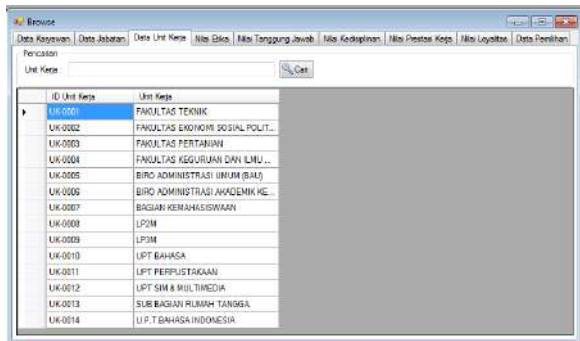 Browse
Data Karyawan Data Jabatan Data Unit Kerja Nilai Etika Nilai Tanggung Jawab Nilai Kedisplinan Nilai Prestasi Kerja Nilai Loyalitas Data Pemilihan
Pencarian
Unit Kerja : Cari
ID Unit Kerja Unit Kerja
UK-0001 FAKULTAS TEKNIK
UK-0002 FAKULTAS EKONOMI SOSIAL POLIT...
UK-0003 FAKULTAS PERTANIAN
UK-0004 FAKULTAS KEGURUAN DAN ILMU ...
UK-0005 BIRO ADMINISTRASI UMUM (BAU)
UK-0006 BIRO ADMINISTRASI AKADEMIK KE...
UK-0007 BAGIAN KEMAHASISWAAN
UK-0008 LP2M
UK-0009 LP3M
UK-0010 UPT BAHASA
UK-0011 UPT PERPUSTAKAAN
UK-0012 UPT SIM & MULTIMEDIA
UK-0013 SUB BAGIAN RUMAH TANGGA
UK-0014 U.P.T BAHASA INDONESIA